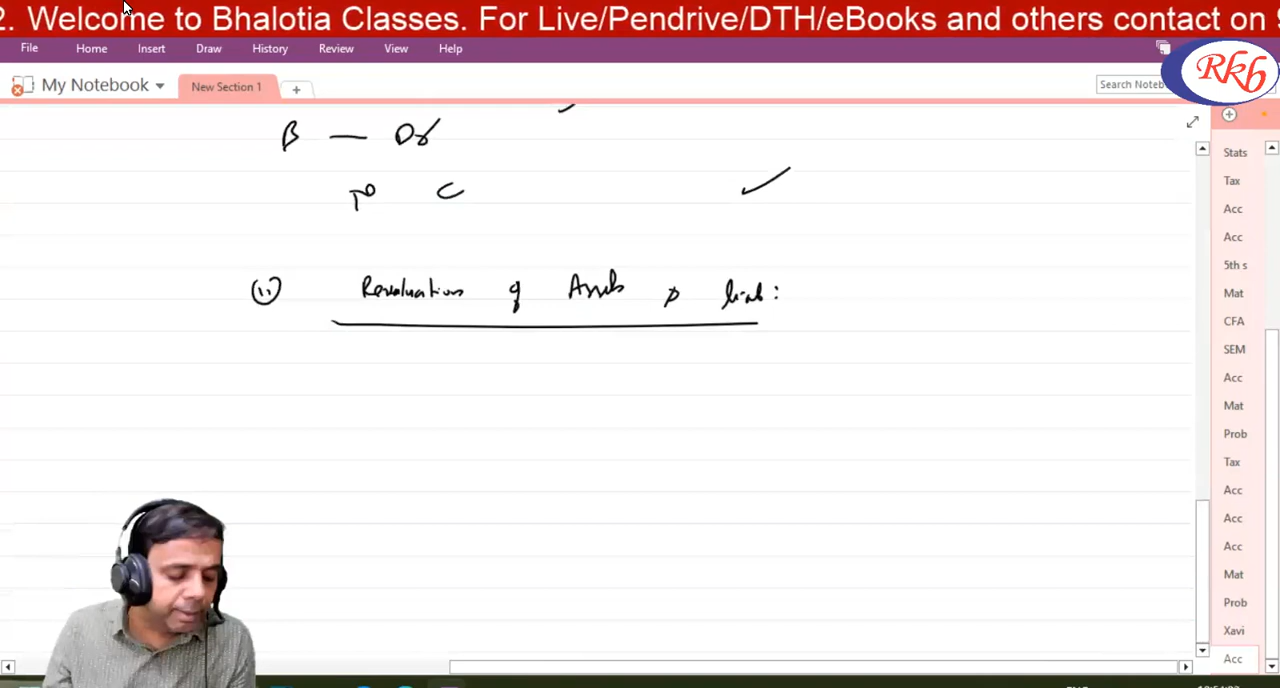 2. Welcome to Bhalotia Classes. For Live/Pendrive/DTH/eBooks and others contact on
File Home Insert Draw History Review View Help
Rkb
My Notebook New Section 1 + Search Noteb
B — Dr
To C
(ii) Revaluation of Assets & liab:
Stats
Tax
Acc
Acc
5th s
Mat
CFA
SEM
Acc
Mat
Prob
Tax
Acc
Acc
Acc
Mat
Prob
Xavi
Acc